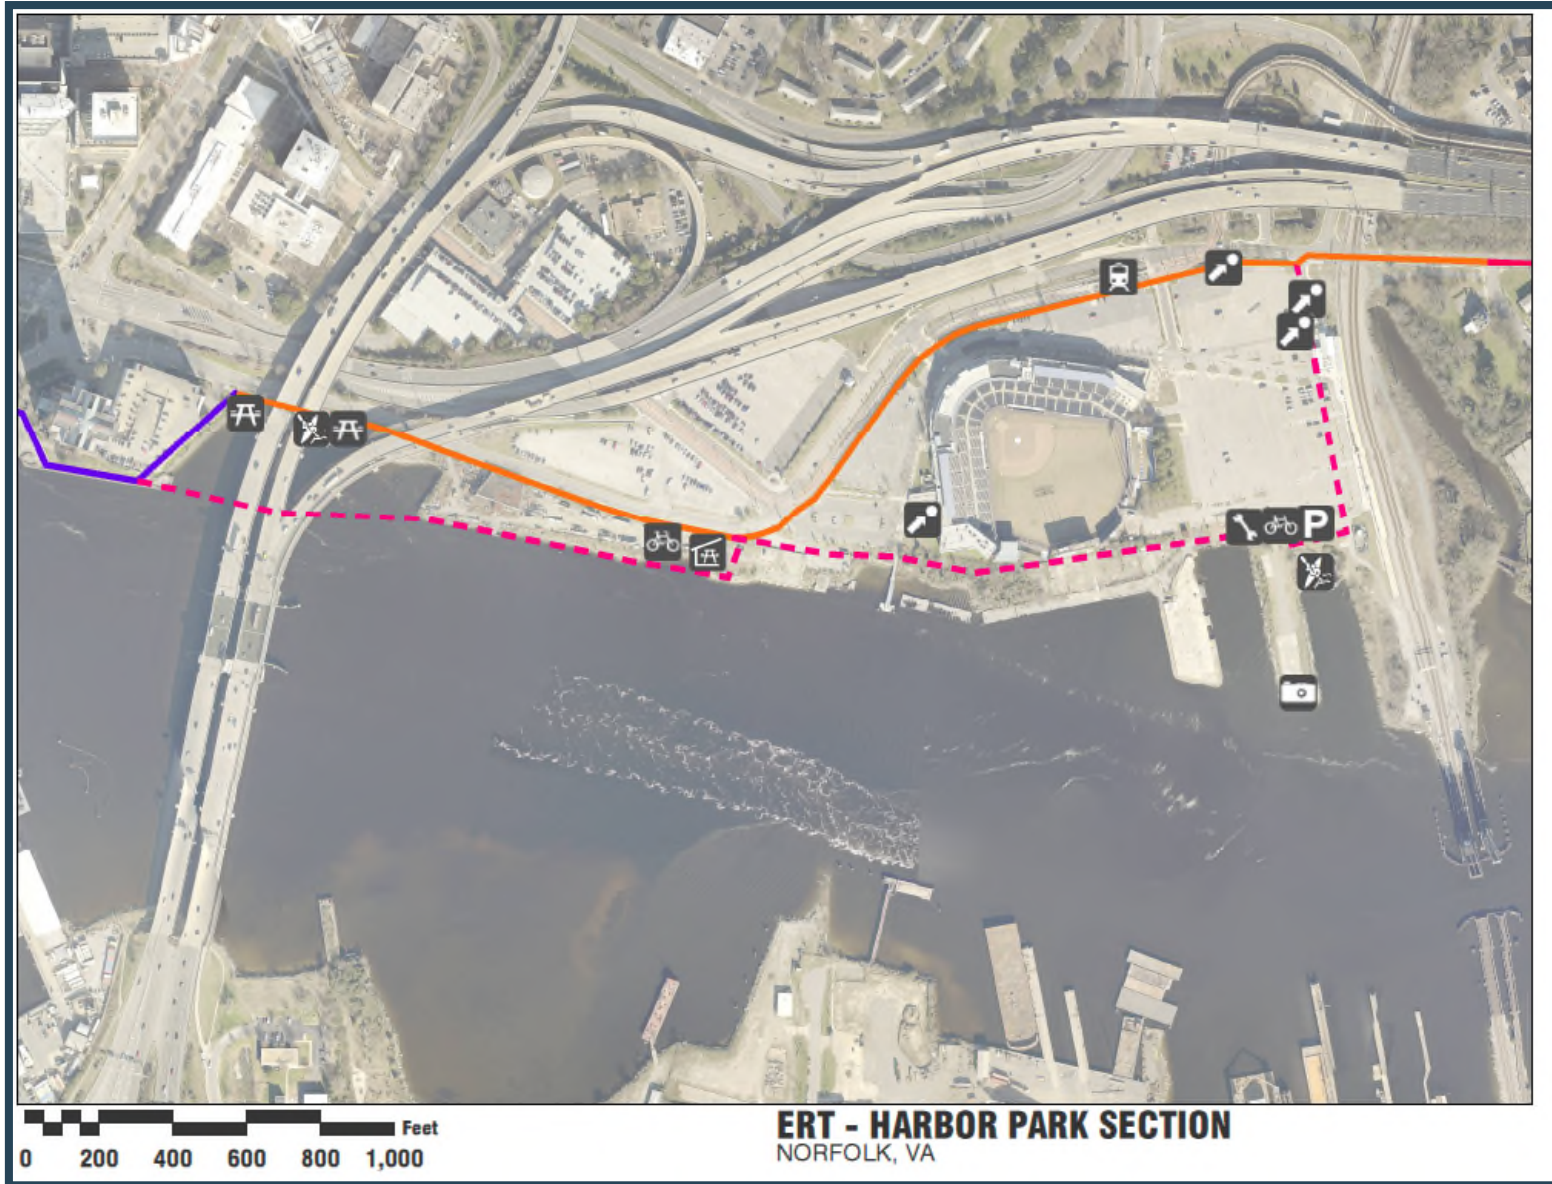 P
Feet
0 200 400 600 800 1,000
ERT - HARBOR PARK SECTION
NORFOLK, VA